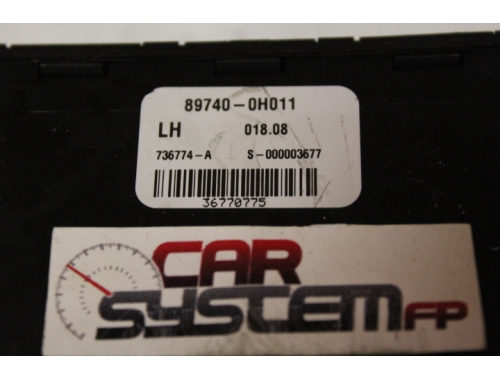 89740-0H011
LH 018.08
736774-A S-000003677
36770775
CAR
SYSTEM FP